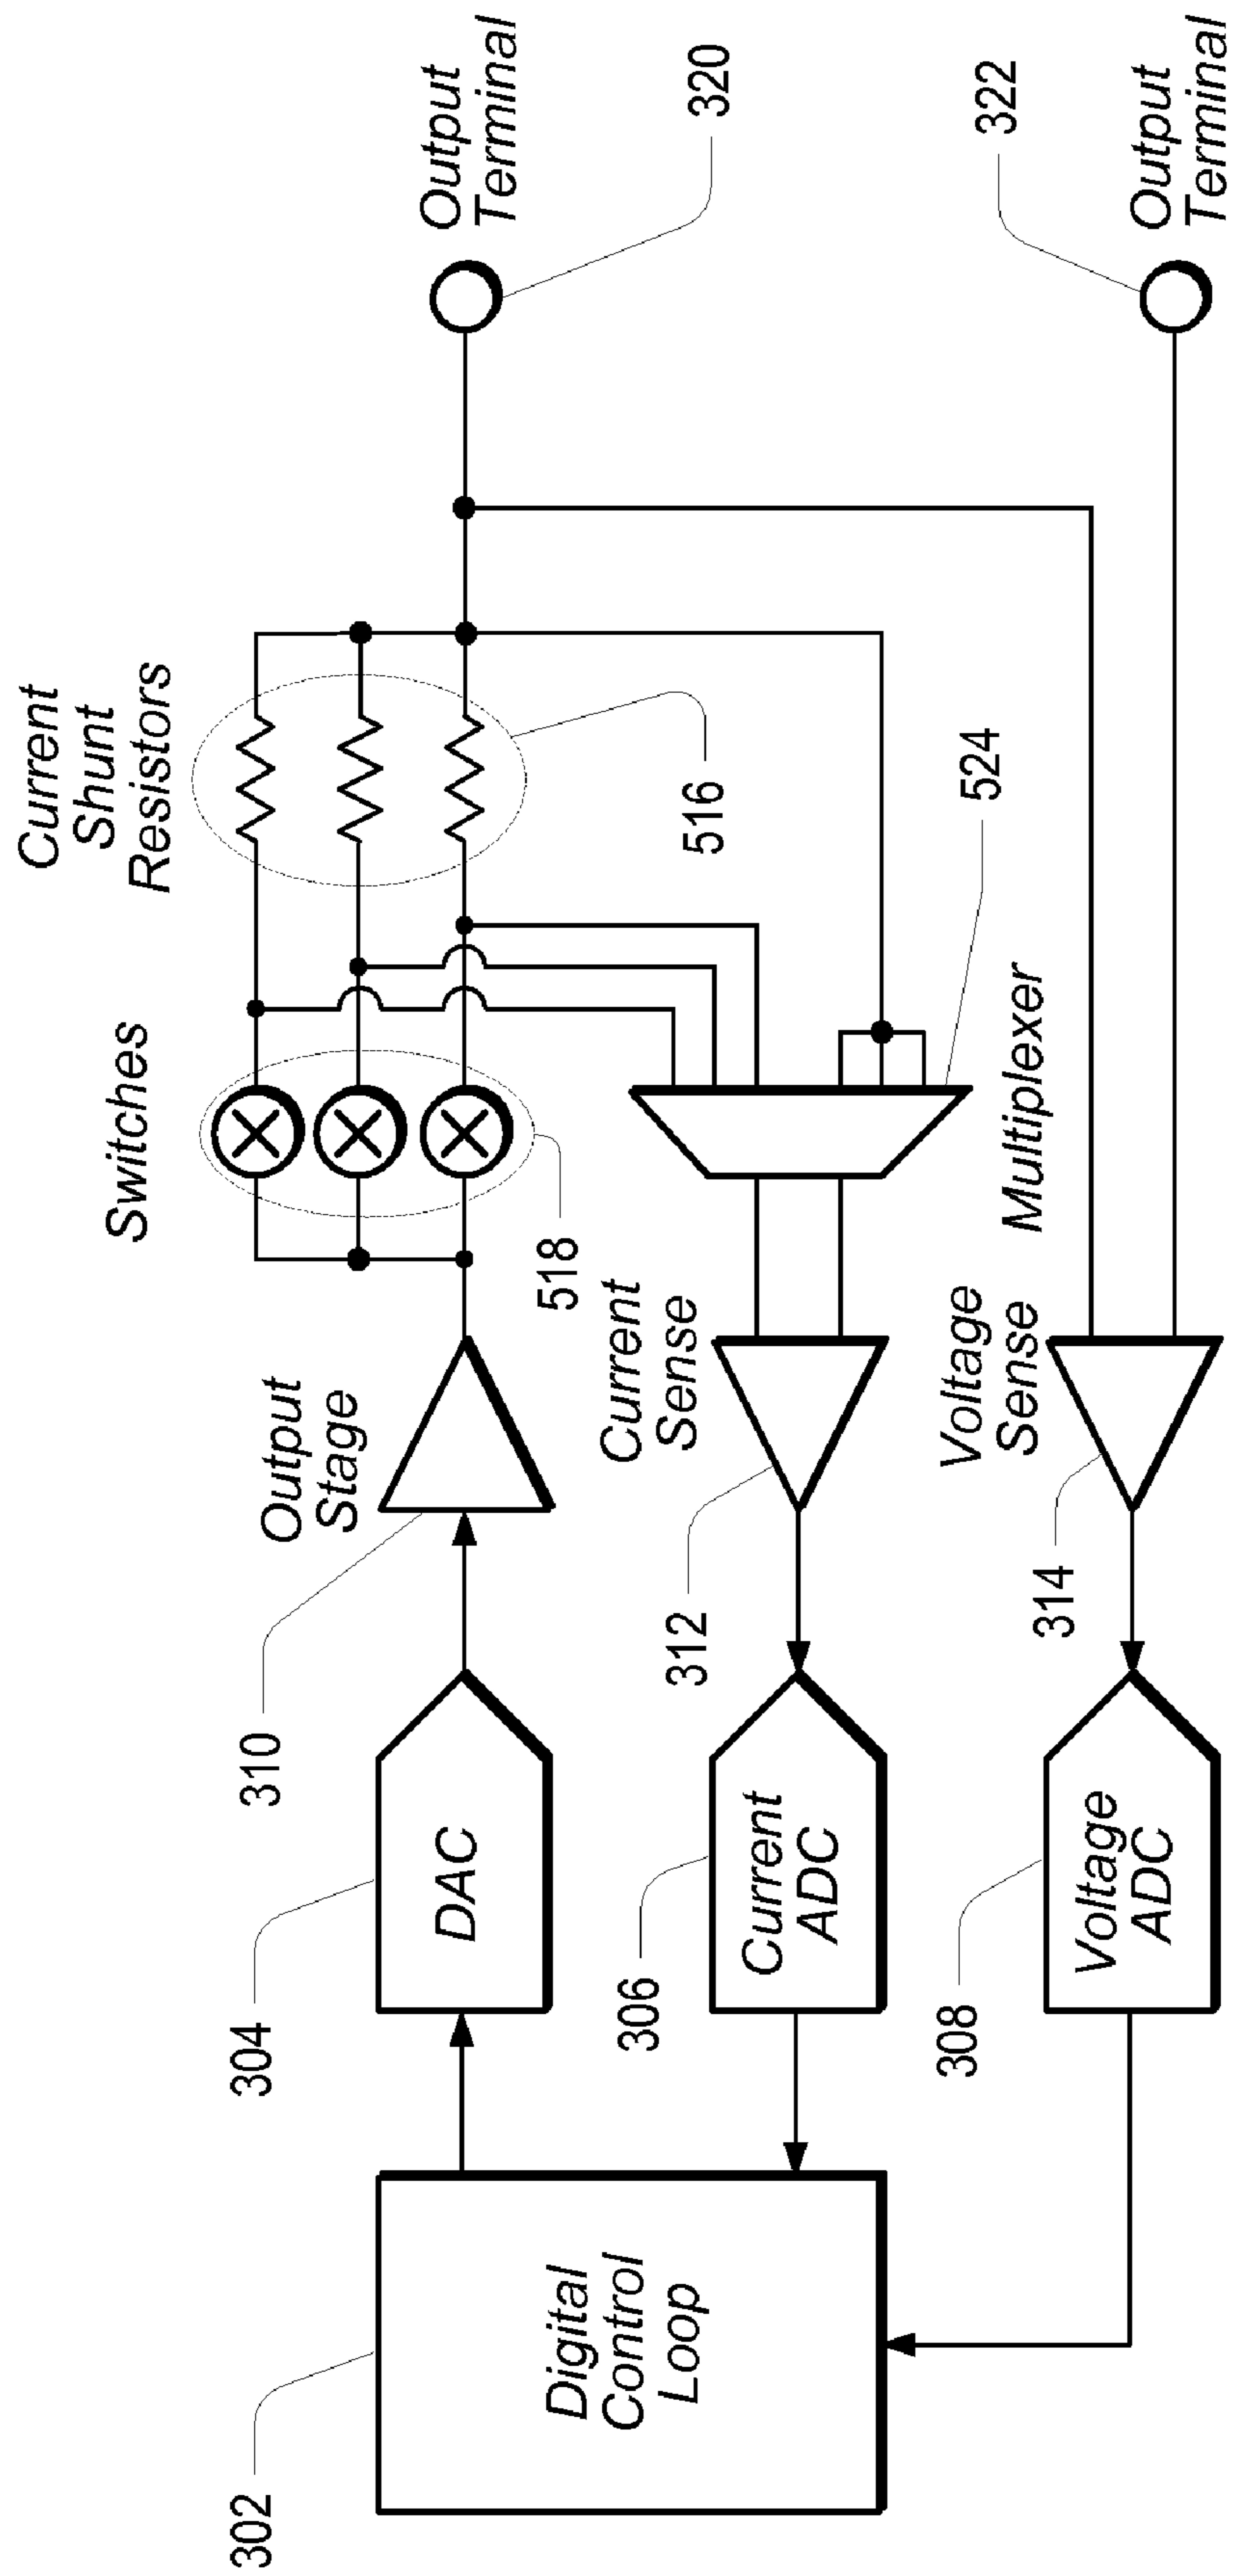 Current
Shunt
Resistors
Switches
Output
Stage
310
304
DAC
302
Digital
Control
Loop
518
516
Output
Terminal
320
Current
Sense
312
306
Current
ADC
524
Multiplexer
Voltage
Sense
314
308
Voltage
ADC
322
Output
Terminal